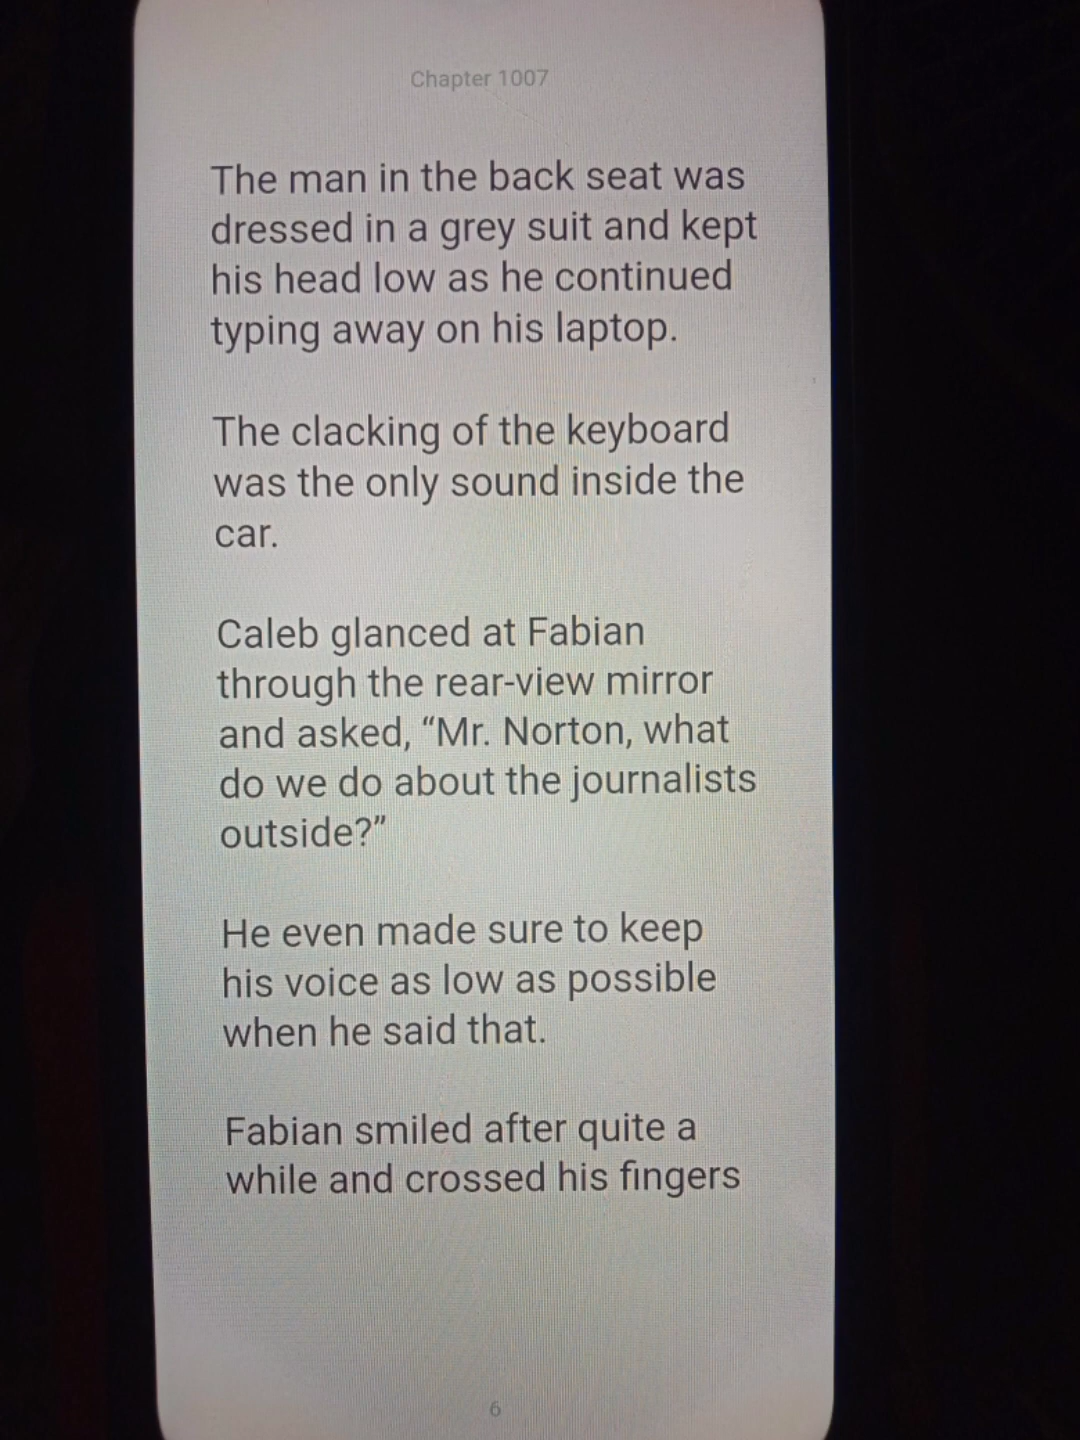 Chapter 1007
The man in the back seat was
dressed in a grey suit and kept
his head low as he continued
typing away on his laptop.
The clacking of the keyboard
was the only sound inside the
car.
Caleb glanced at Fabian
through the rear-view mirror
and asked, “Mr. Norton, what
do we do about the journalists
outside?”
He even made sure to keep
his voice as low as possible
when he said that.
Fabian smiled after quite a
while and crossed his fingers
6